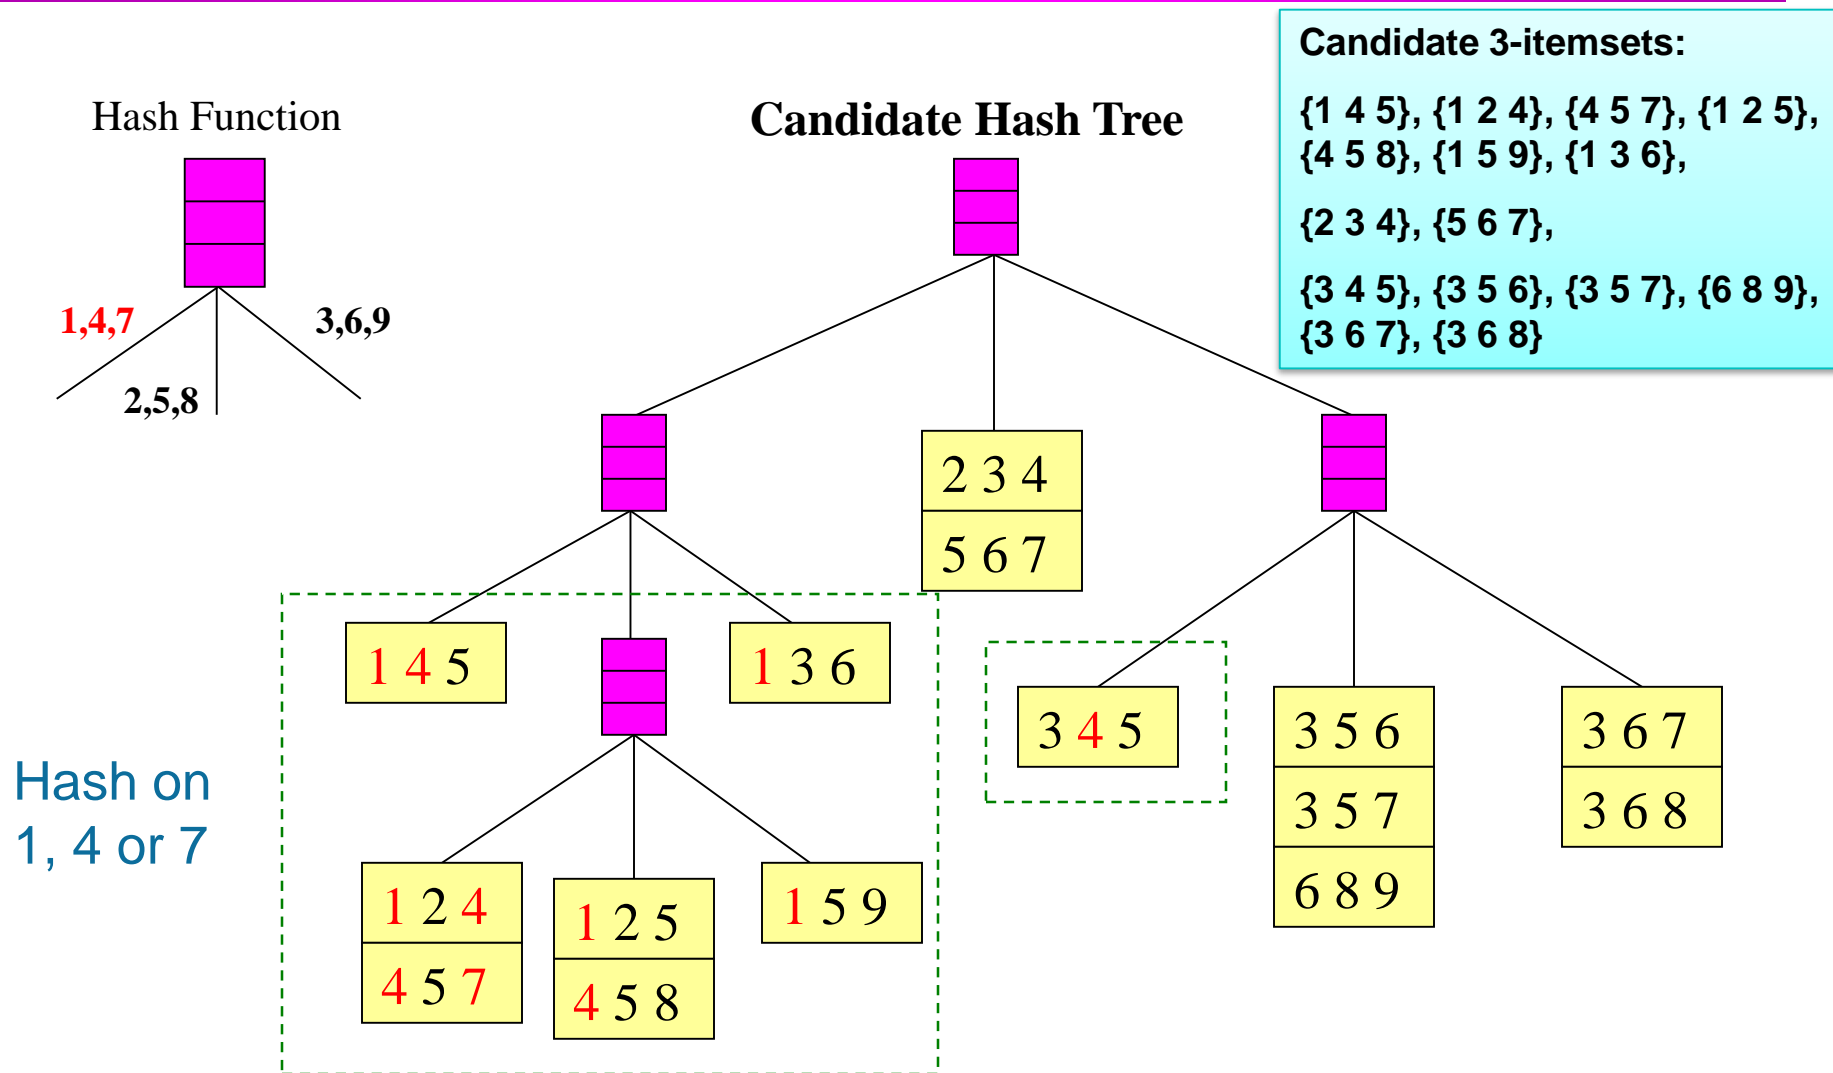 Candidate 3-itemsets:
{1 4 5}, {1 2 4}, {4 5 7}, {1 2 5},
{4 5 8}, {1 5 9}, {1 3 6},
{2 3 4}, {5 6 7},
{3 4 5}, {3 5 6}, {3 5 7}, {6 8 9},
{3 6 7}, {3 6 8}
Hash Function
1,4,7
3,6,9
2,5,8
Candidate Hash Tree
2 3 4
5 6 7
1 4 5
1 3 6
3 4 5
3 5 6
3 5 7
6 8 9
3 6 7
3 6 8
Hash on
1, 4 or 7
1 2 4
4 5 7
1 2 5
4 5 8
1 5 9